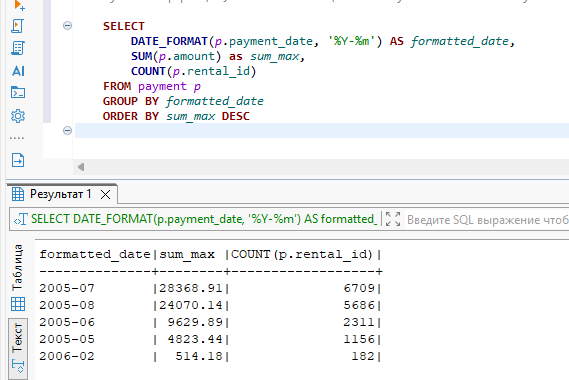 SELECT
DATE_FORMAT(p.payment_date, '%Y-%m') AS formatted_date,
SUM(p.amount) as sum_max,
COUNT(p.rental_id)
FROM payment p
GROUP BY formatted_date
ORDER BY sum_max DESC
AI
Результат 1
SELECT DATE_FORMAT(p.payment_date, '%Y-%m') AS formatted_
Введите SQL выражение чтоб
Таблица
Текст
formatted_date|sum_max |COUNT(p.rental_id)|
--------------+--------+------------------+
2005-07       |28368.91|              6709|
2005-08       |24070.14|              5686|
2005-06       | 9629.89|              2311|
2005-05       | 4823.44|              1156|
2006-02       |  514.18|               182|